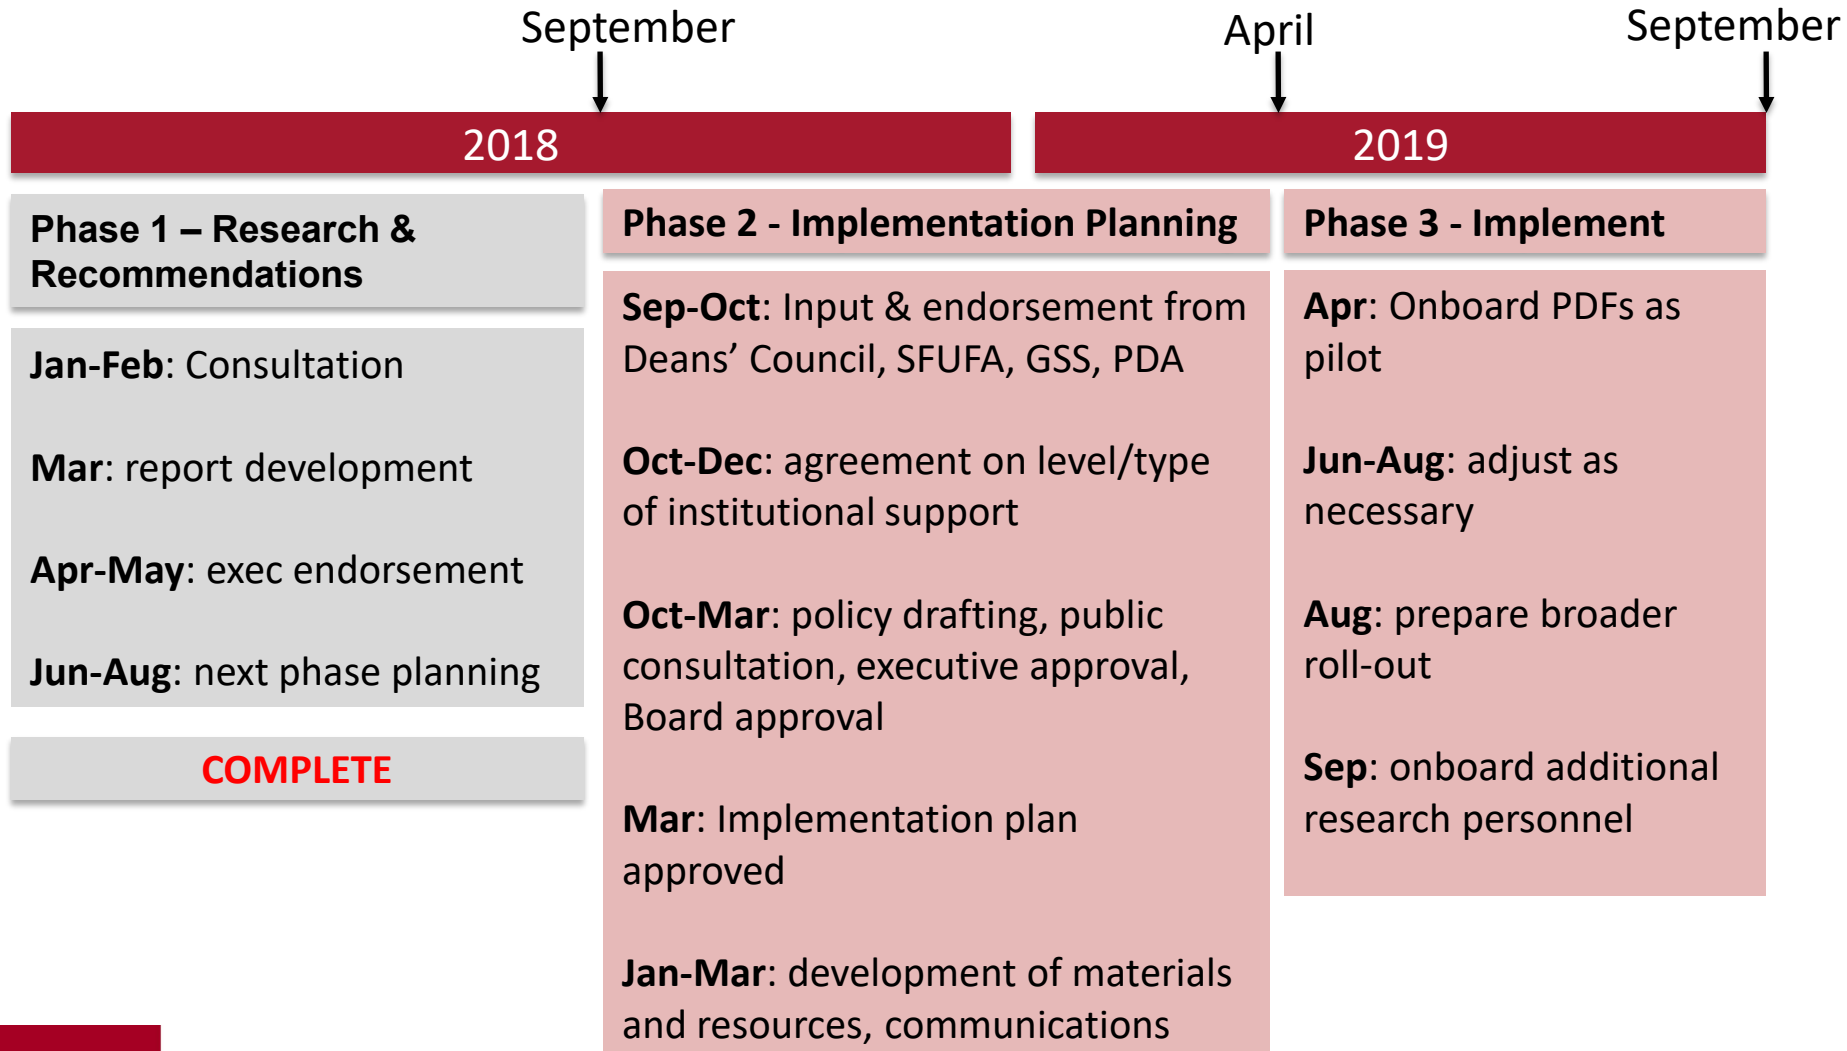 September
April
September
2018
2019
Phase 1 – Research &
Recommendations
Jan-Feb: Consultation
Mar: report development
Apr-May: exec endorsement
Jun-Aug: next phase planning
COMPLETE
Phase 2 - Implementation Planning
Sep-Oct: Input & endorsement from
Deans’ Council, SFUFA, GSS, PDA
Oct-Dec: agreement on level/type
of institutional support
Oct-Mar: policy drafting, public
consultation, executive approval,
Board approval
Mar: Implementation plan
approved
Jan-Mar: development of materials
and resources, communications
Phase 3 - Implement
Apr: Onboard PDFs as
pilot
Jun-Aug: adjust as
necessary
Aug: prepare broader
roll-out
Sep: onboard additional
research personnel